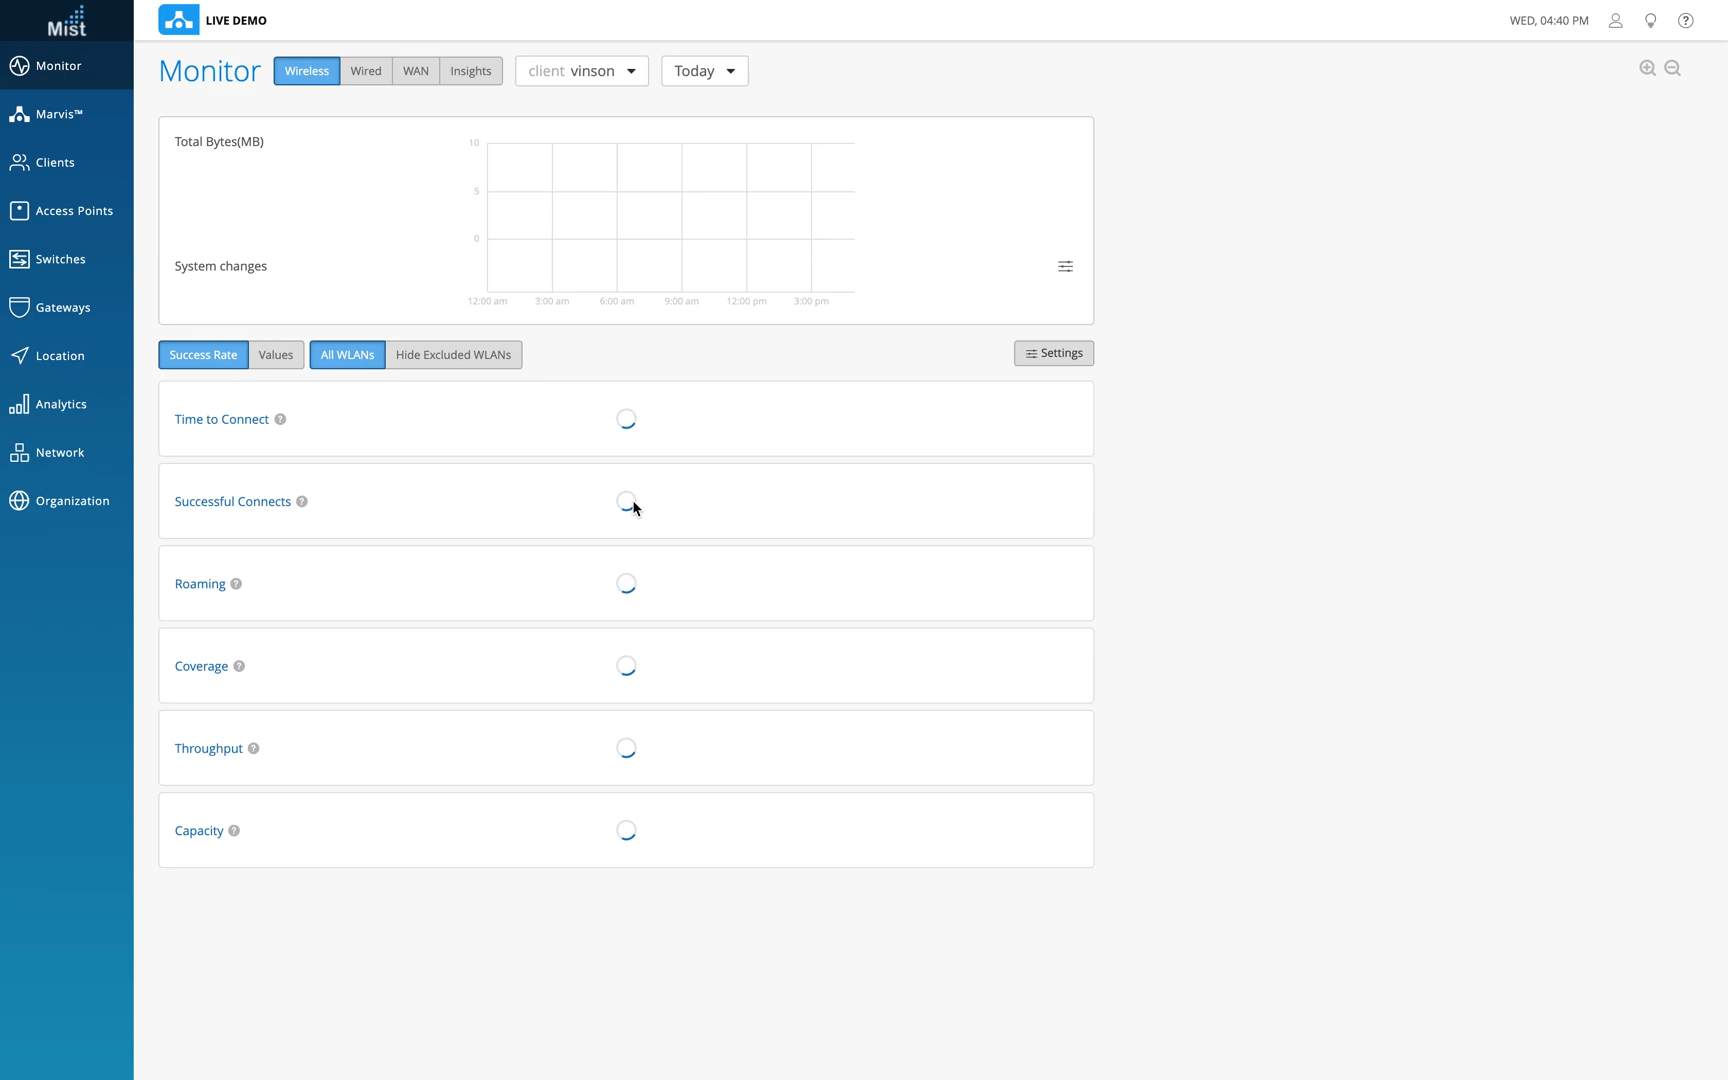 Mist
LIVE DEMO
WED, 04:40 PM
?
Monitor
Marvis™
Clients
Access Points
Switches
Gateways
Location
Analytics
Network
Organization
Monitor
Wireless Wired WAN Insights
client vinson
Today
Total Bytes(MB)
10
5
0
System changes
12:00 am 3:00 am 6:00 am 9:00 am 12:00 pm 3:00 pm
Success Rate Values All WLANs Hide Excluded WLANs
Settings
Time to Connect ?
Successful Connects ?
Roaming ?
Coverage ?
Throughput ?
Capacity ?